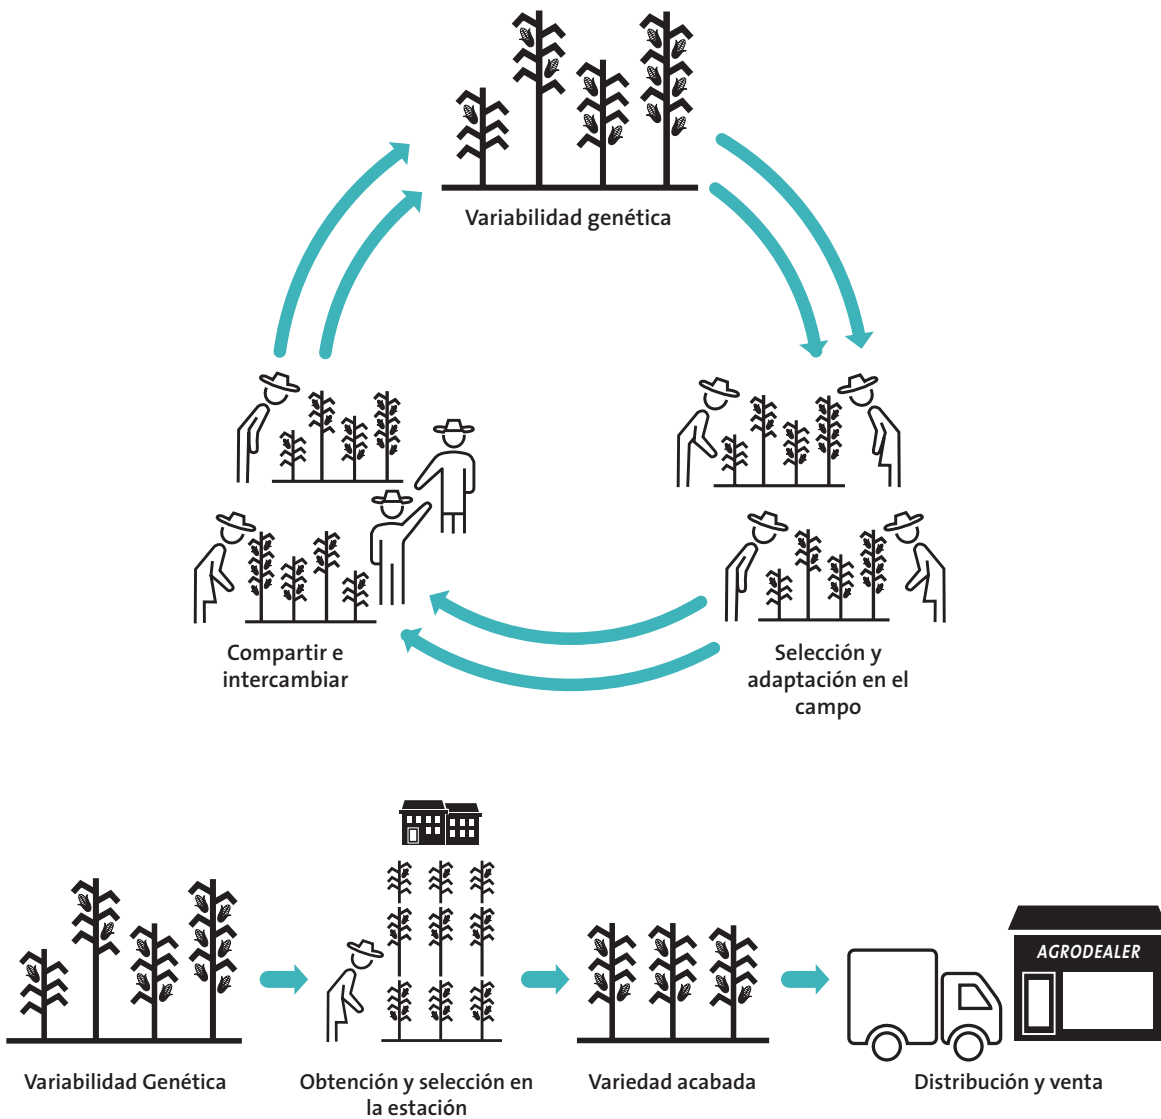 Variabilidad genética
Compartir e
intercambiar
Selección y
adaptación en el
campo
AGRODEALER
Variabilidad Genética
Obtención y selección en
la estación
Variedad acabada
Distribución y venta